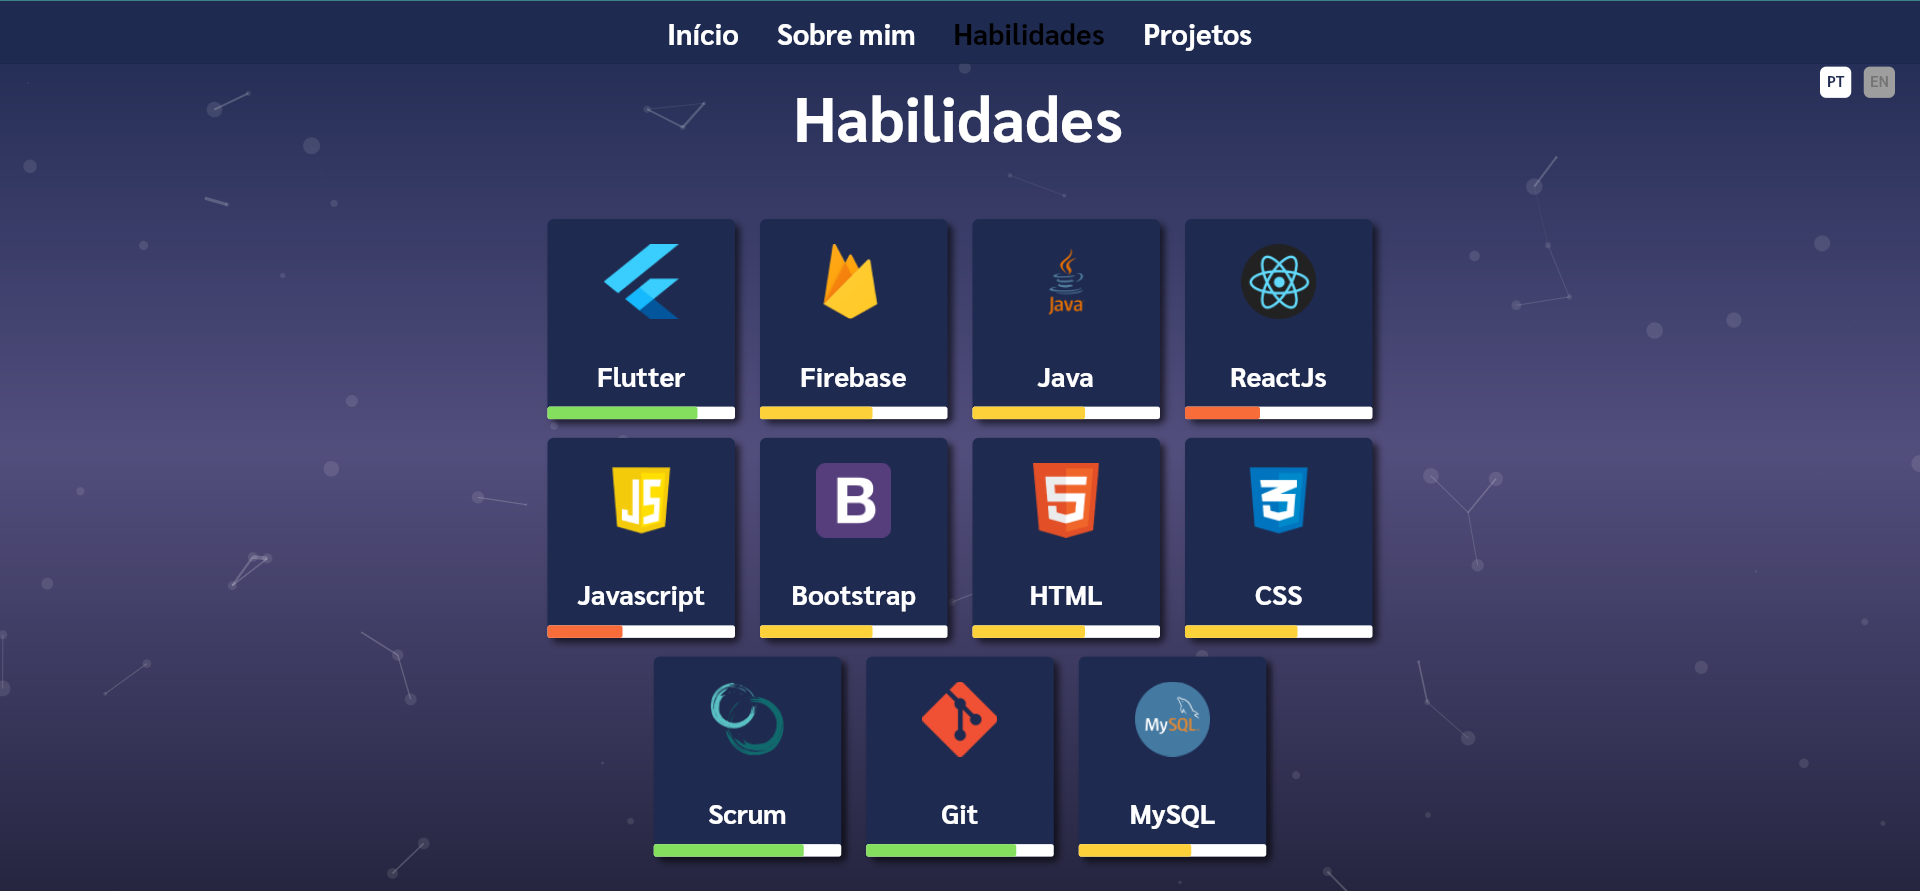 Início Sobre mim Habilidades Projetos
PT EN
Habilidades
Java
Flutter Firebase Java ReactJs
JS B 5 3
Javascript Bootstrap HTML CSS
MySQL
Scrum Git MySQL